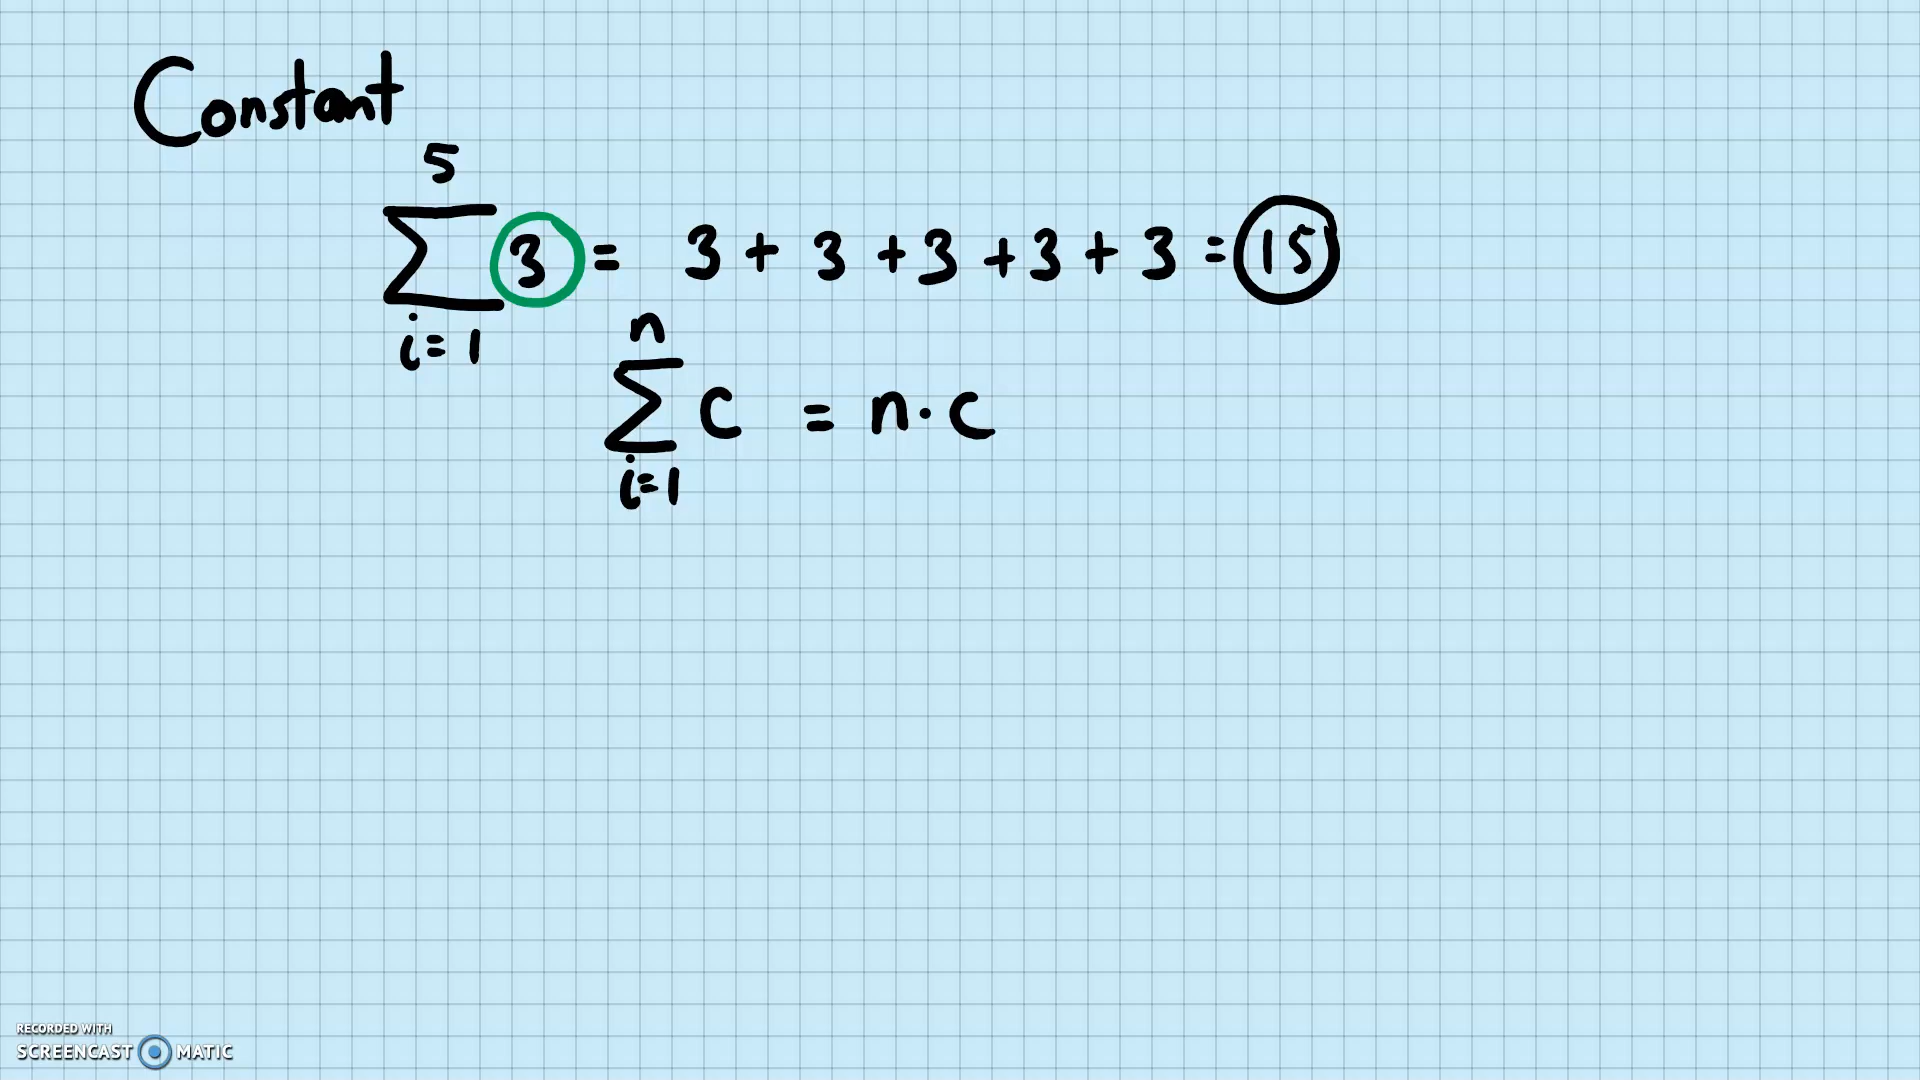 Constant
5
∑ 3 = 3 + 3 + 3 + 3 + 3 = 15
i = 1
n
∑ C = n · C
i = 1
RECORDED WITH
SCREENCAST MATIC